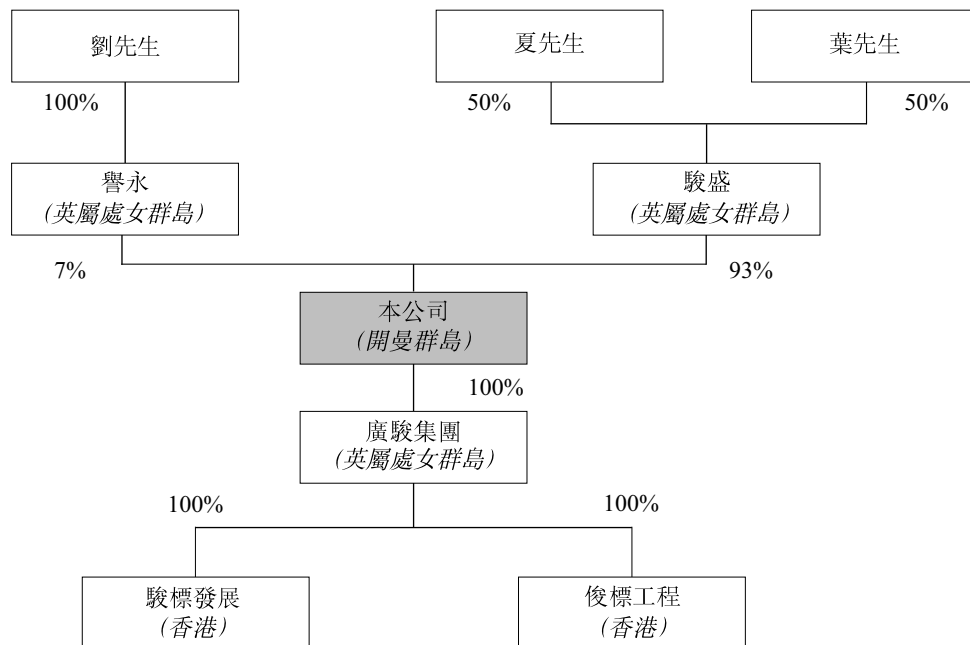 劉先生
夏先生
葉先生
100%
50%
50%
譽永
(英屬處女群島)
駿盛
(英屬處女群島)
7%
93%
本公司
(開曼群島)
100%
廣駿集團
(英屬處女群島)
100%
100%
駿標發展
(香港)
俊標工程
(香港)